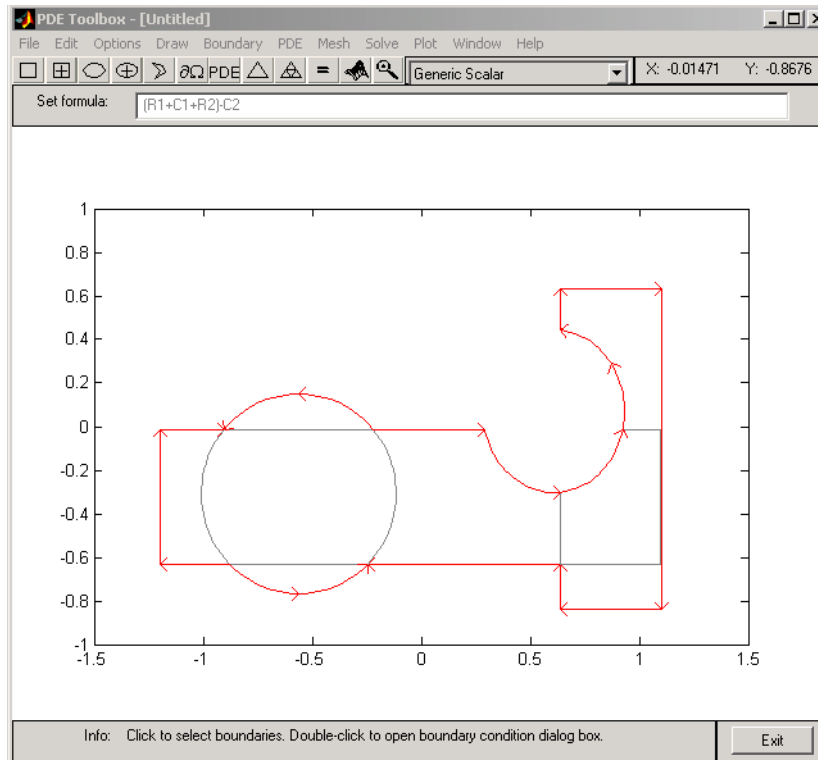 PDE Toolbox - [Untitled]
File Edit Options Draw Boundary PDE Mesh Solve Plot Window Help
∂Ω PDE = Generic Scalar X: -0.01471 Y: -0.8676
Set formula: (R1+C1+R2)-C2
1
0.8
0.6
0.4
0.2
0
-0.2
-0.4
-0.6
-0.8
-1
-1.5 -1 -0.5 0 0.5 1 1.5
Info: Click to select boundaries. Double-click to open boundary condition dialog box. Exit